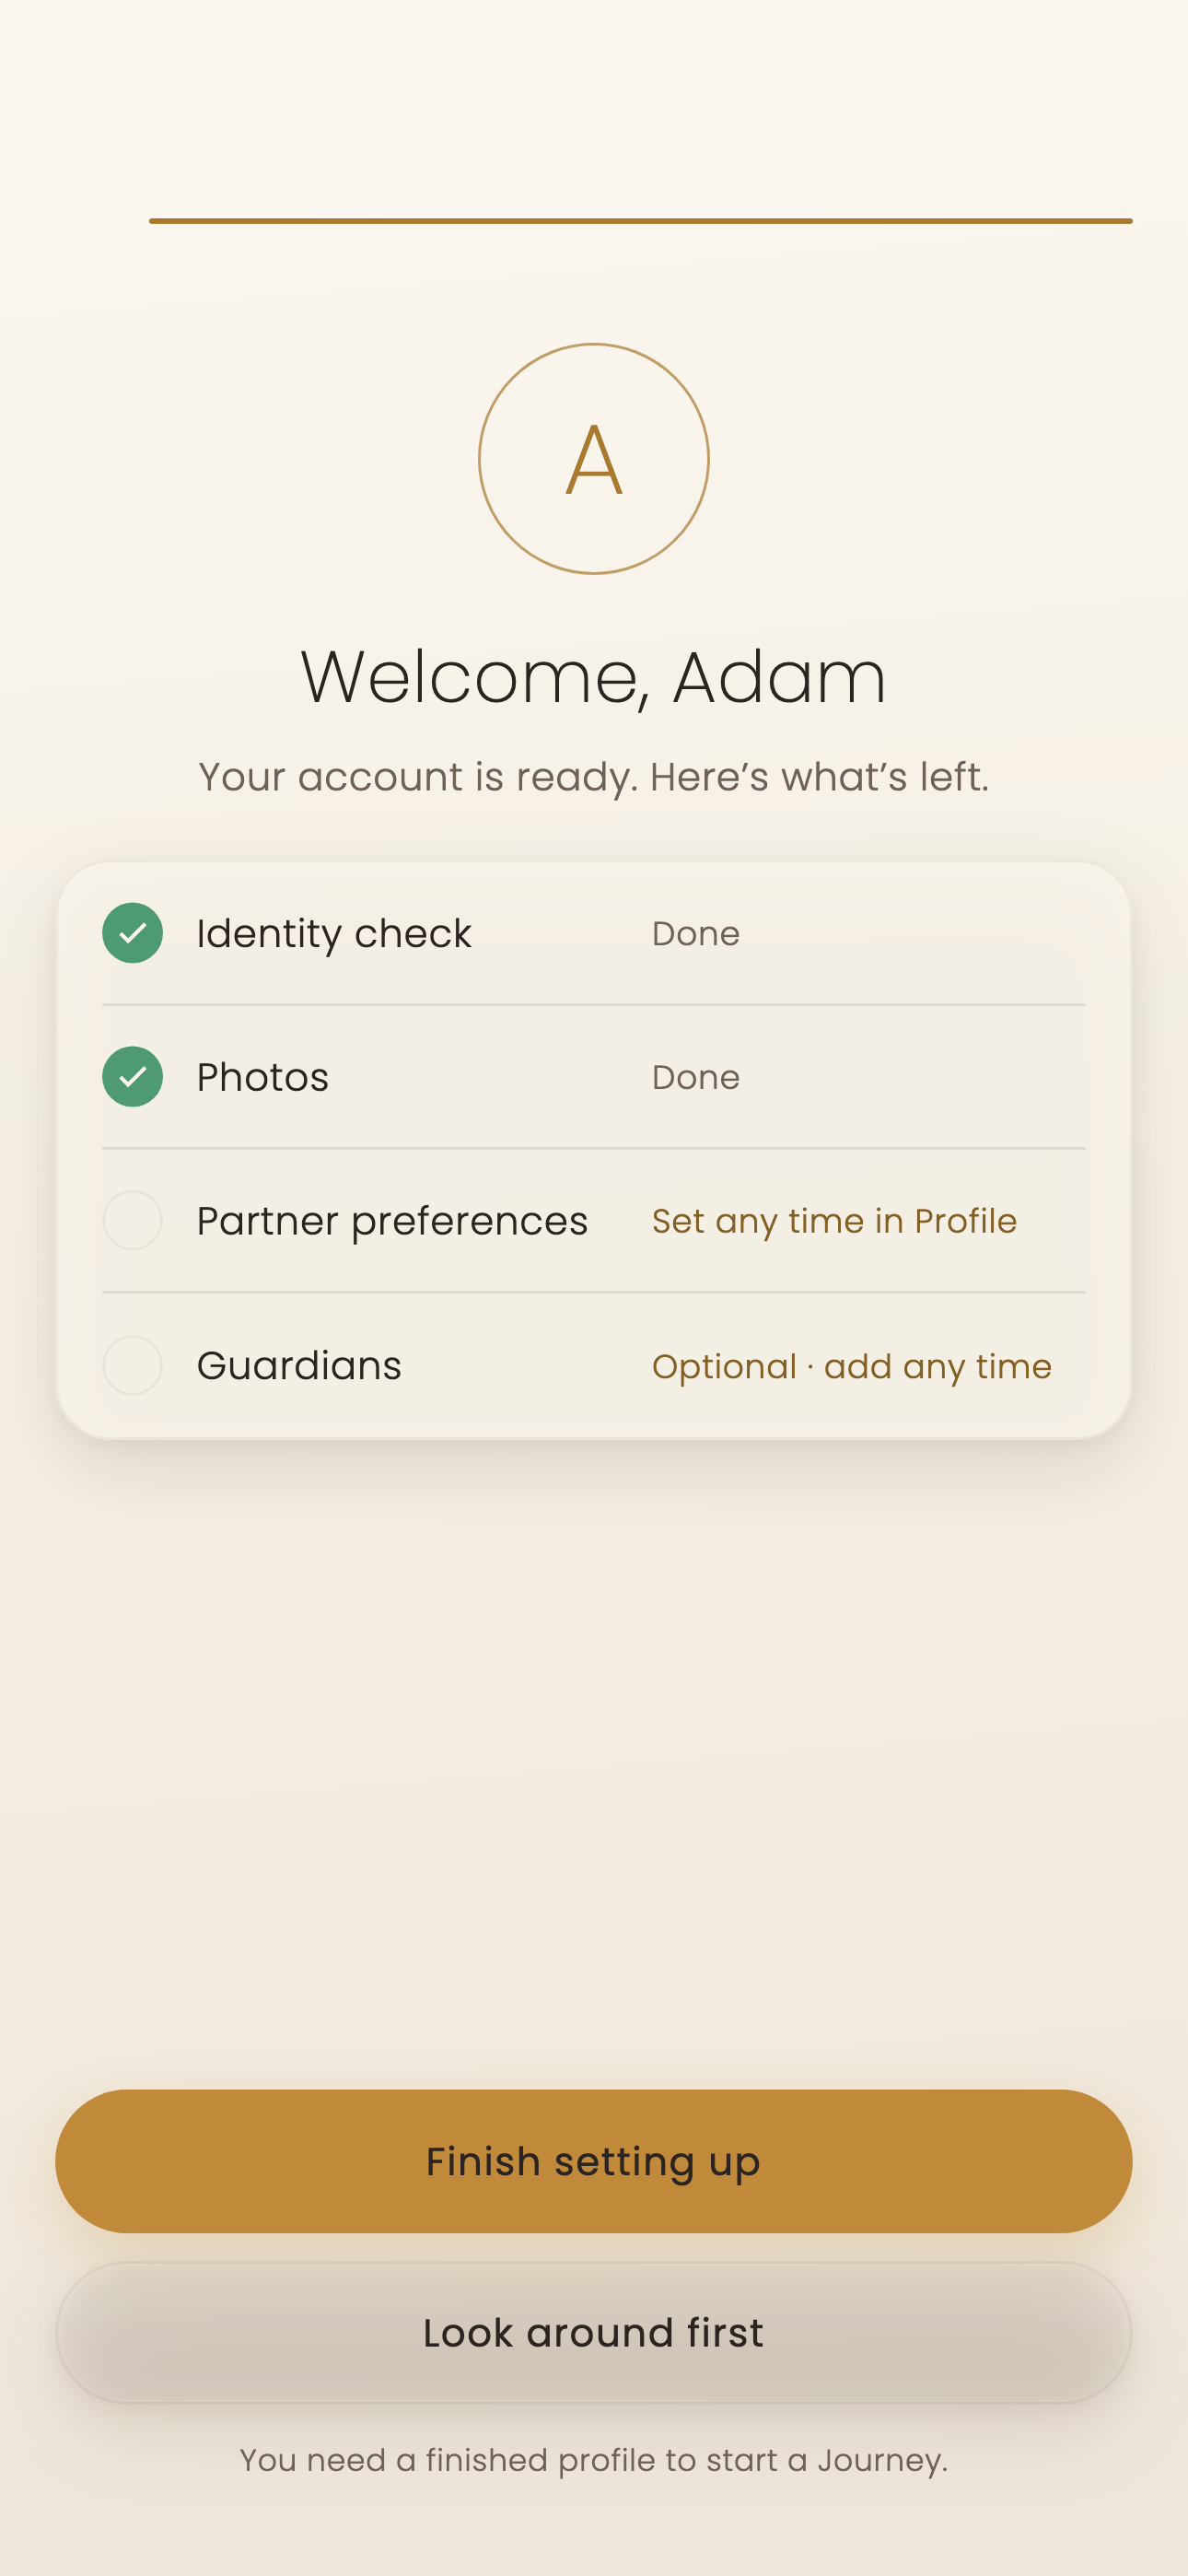 A
Welcome, Adam
Your account is ready. Here’s what’s left.
Identity check Done
Photos Done
Partner preferences Set any time in Profile
Guardians Optional · add any time
Finish setting up
Look around first
You need a finished profile to start a Journey.